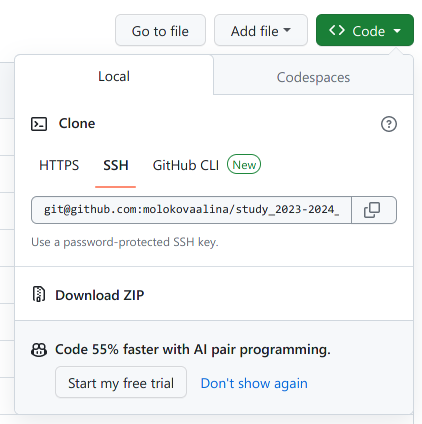 Go to file Add file <> Code
Local Codespaces
Clone
HTTPS SSH GitHub CLI New
git@github.com:molokovaalina/study_2023-2024_
Use a password-protected SSH key.
Download ZIP
Code 55% faster with AI pair programming.
Start my free trial Don't show again